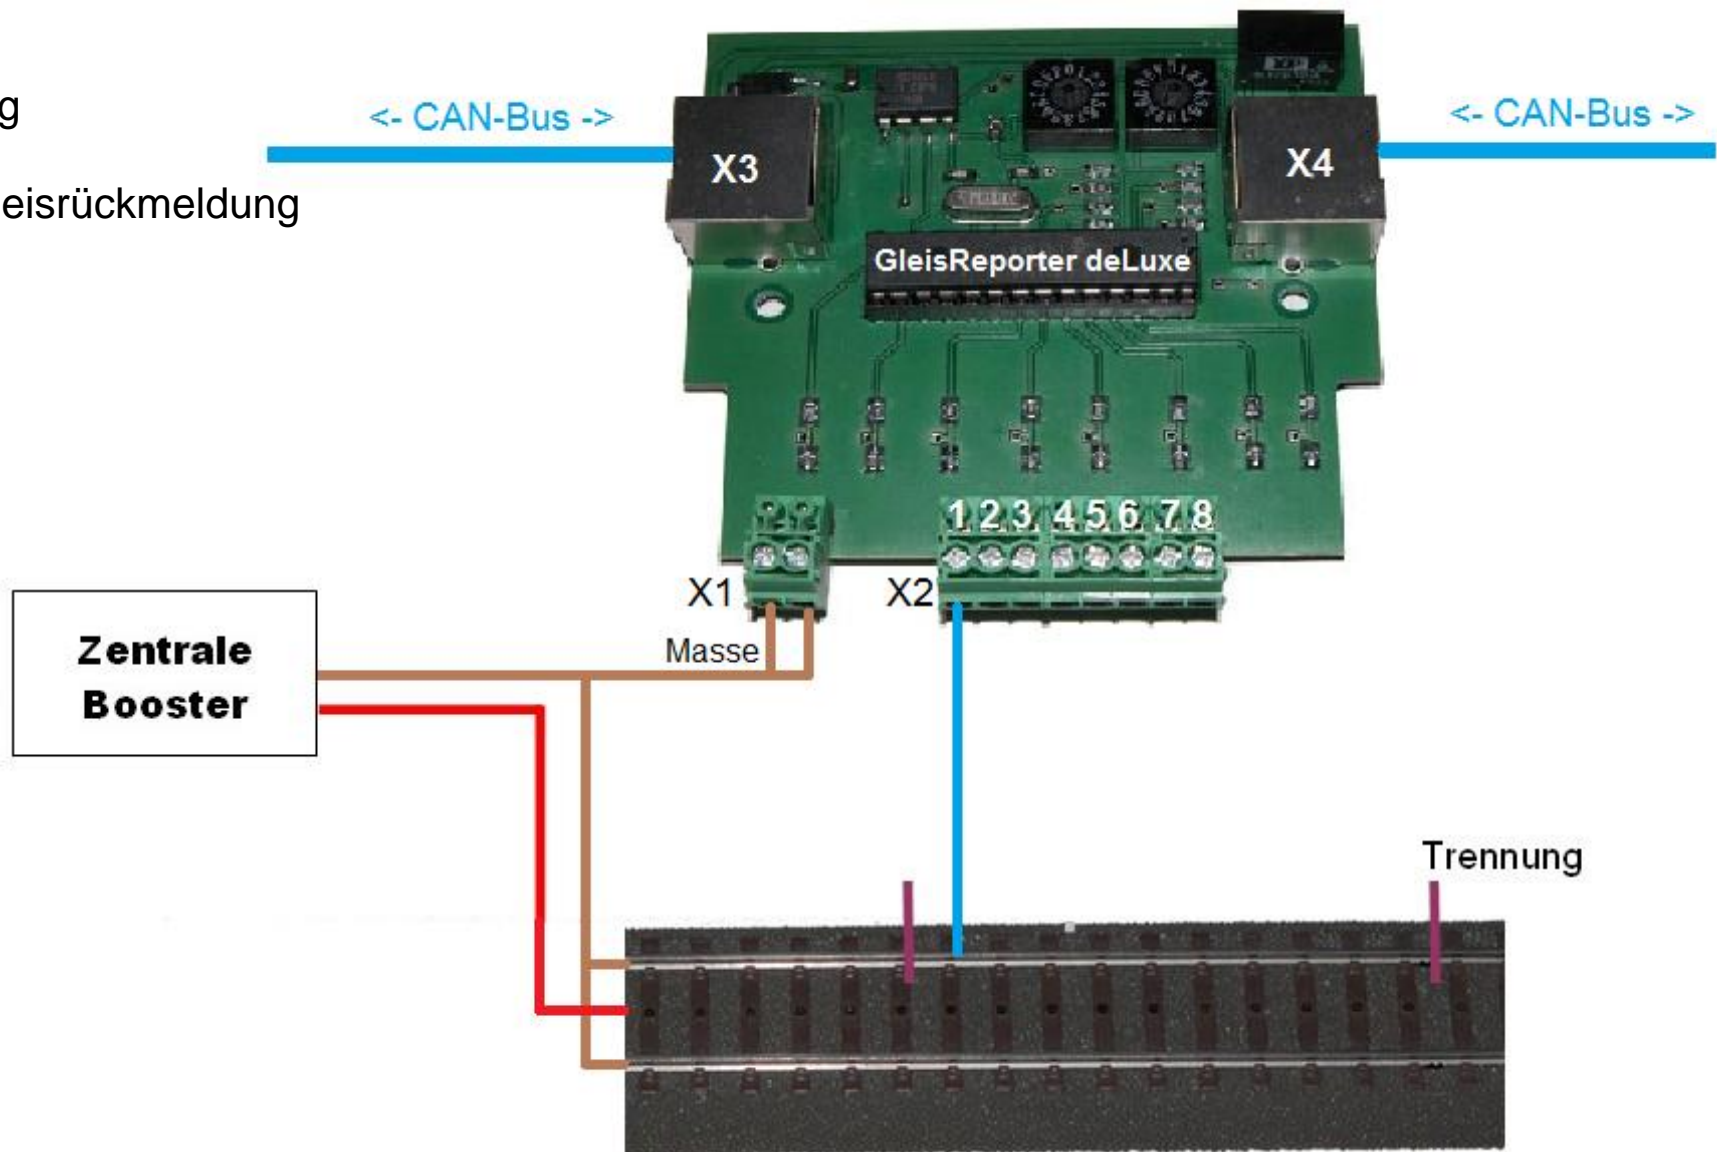 g
<- CAN-Bus ->
<- CAN-Bus ->
X3
X4
eisrückmeldung
GleisReporter deLuxe
1 2 3 4 5 6 7 8
X1
X2
Masse
Zentrale
Booster
Trennung